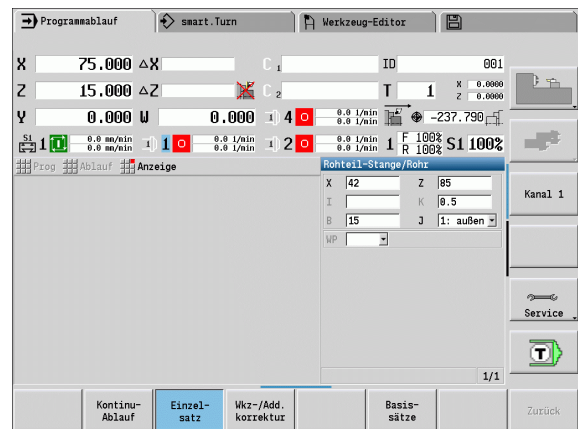 Programmablauf smart.Turn Werkzeug-Editor
X 75.000 ΔX C 1 ID 001
Z 15.000 ΔZ C 2 T 1 X 0.0000 Z 0.0000
Y 0.000 W 0.000 4 0.0 1/min 0.0 1/min -237.790
S1 1 0.0 mm/min 0.0 mm/min 1 0.0 1/min 0.0 1/min 2 0.0 1/min 0.0 1/min 1 F 100% R 100% S1 100%
Prog Ablauf Anzeige
Rohteil-Stange/Rohr
X 42 Z 85
I K 0.5
B 15 J 1: außen
WP
1/1
Kanal 1
Service
T
Kontinu-
Ablauf
Einzel-
satz
Wkz-/Add.
korrektur
Basis-
sätze
Zurück